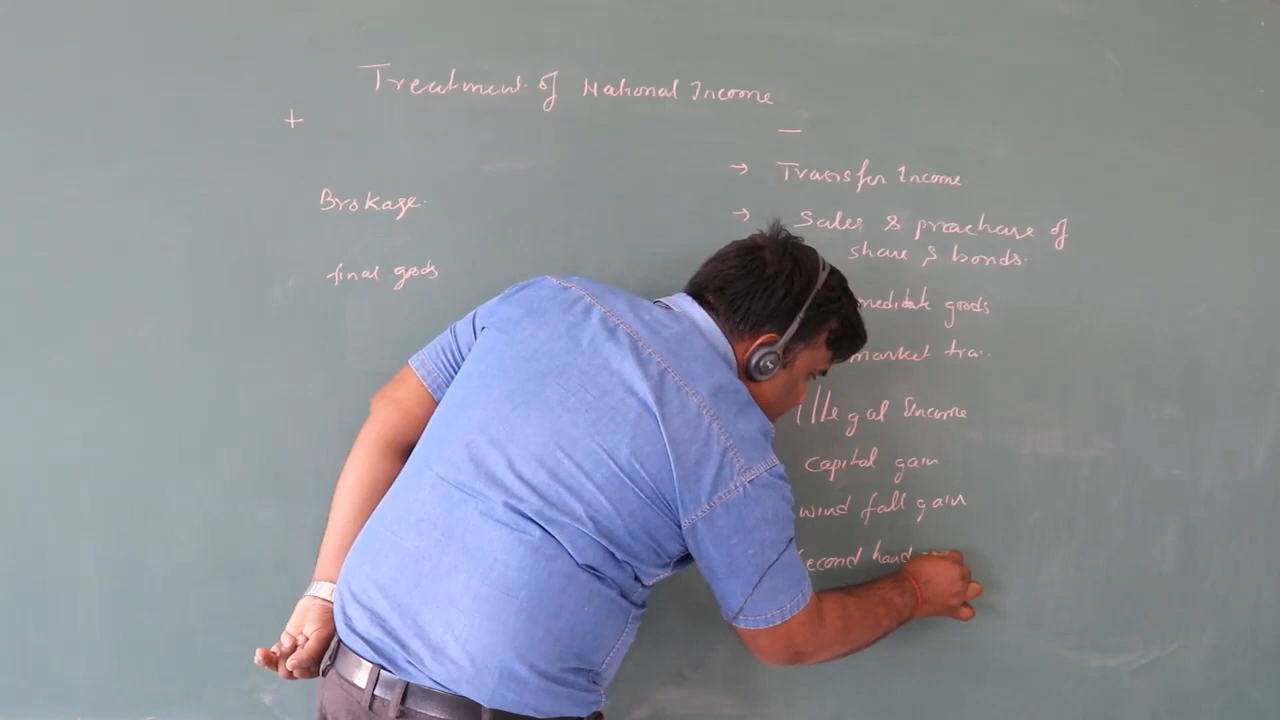 Treatment of National Income
+
−
→ Transfer Income
Brokage.
→ Sales & prachase of
share & bonds.
final goods
mediate goods
market tra.
Illegal Income
capital gain
wind fall gain
econd hand